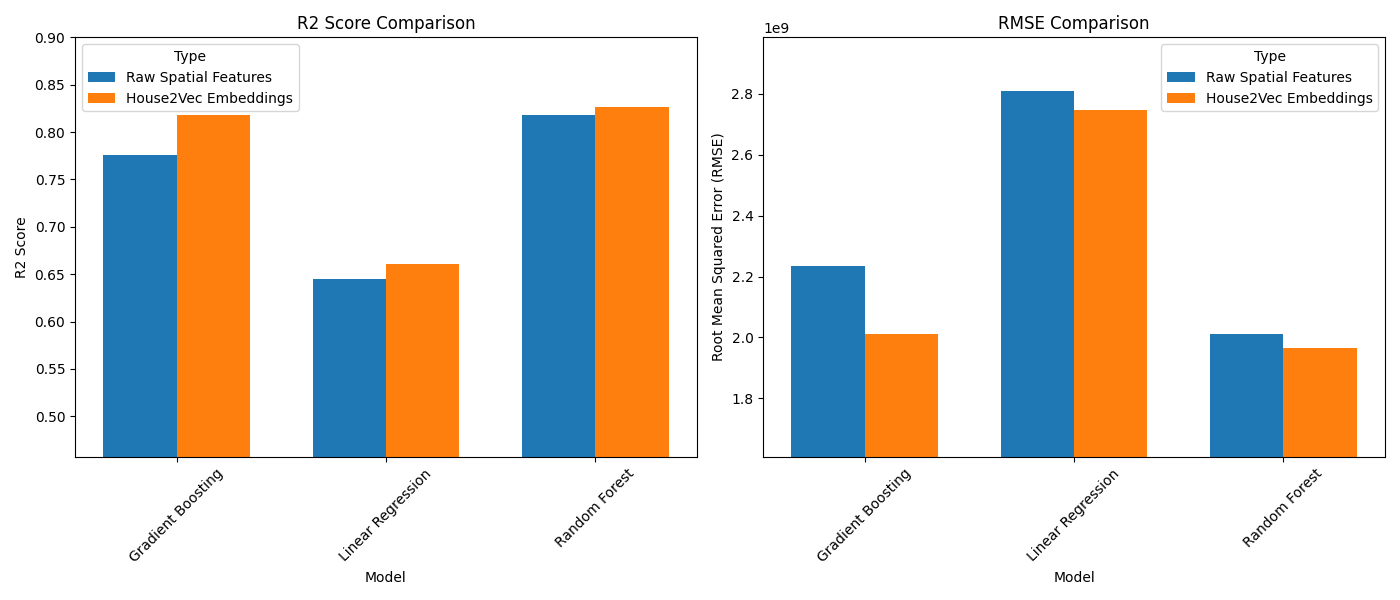 R2 Score Comparison
Type
Raw Spatial Features
House2Vec Embeddings
R2 Score
0.90
0.85
0.80
0.75
0.70
0.65
0.60
0.55
0.50
Gradient Boosting
Linear Regression
Random Forest
Model
RMSE Comparison
1e9
Type
Raw Spatial Features
House2Vec Embeddings
Root Mean Squared Error (RMSE)
2.8
2.6
2.4
2.2
2.0
1.8
Gradient Boosting
Linear Regression
Random Forest
Model